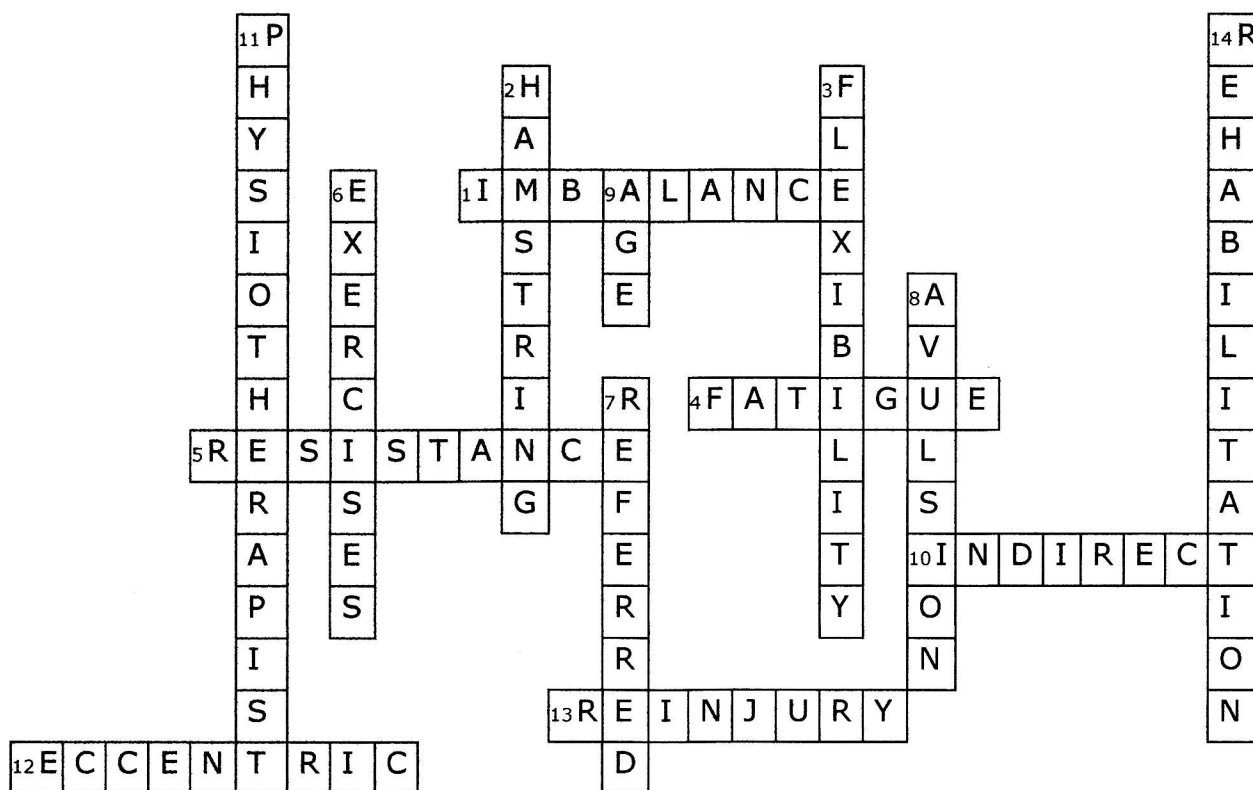 11 PHYSIOTHERAPIST
14 REHABILITATION
2 HAMSTRING
3 FLEXIBILITY
6 EXERCISES
1 IMBALANCE
9 AGE
8 AVULSION
7 REFERRED
4 FATIGUE
5 RESISTANCE
10 INDIRECT
13 REINJURY
12 ECCENTRIC